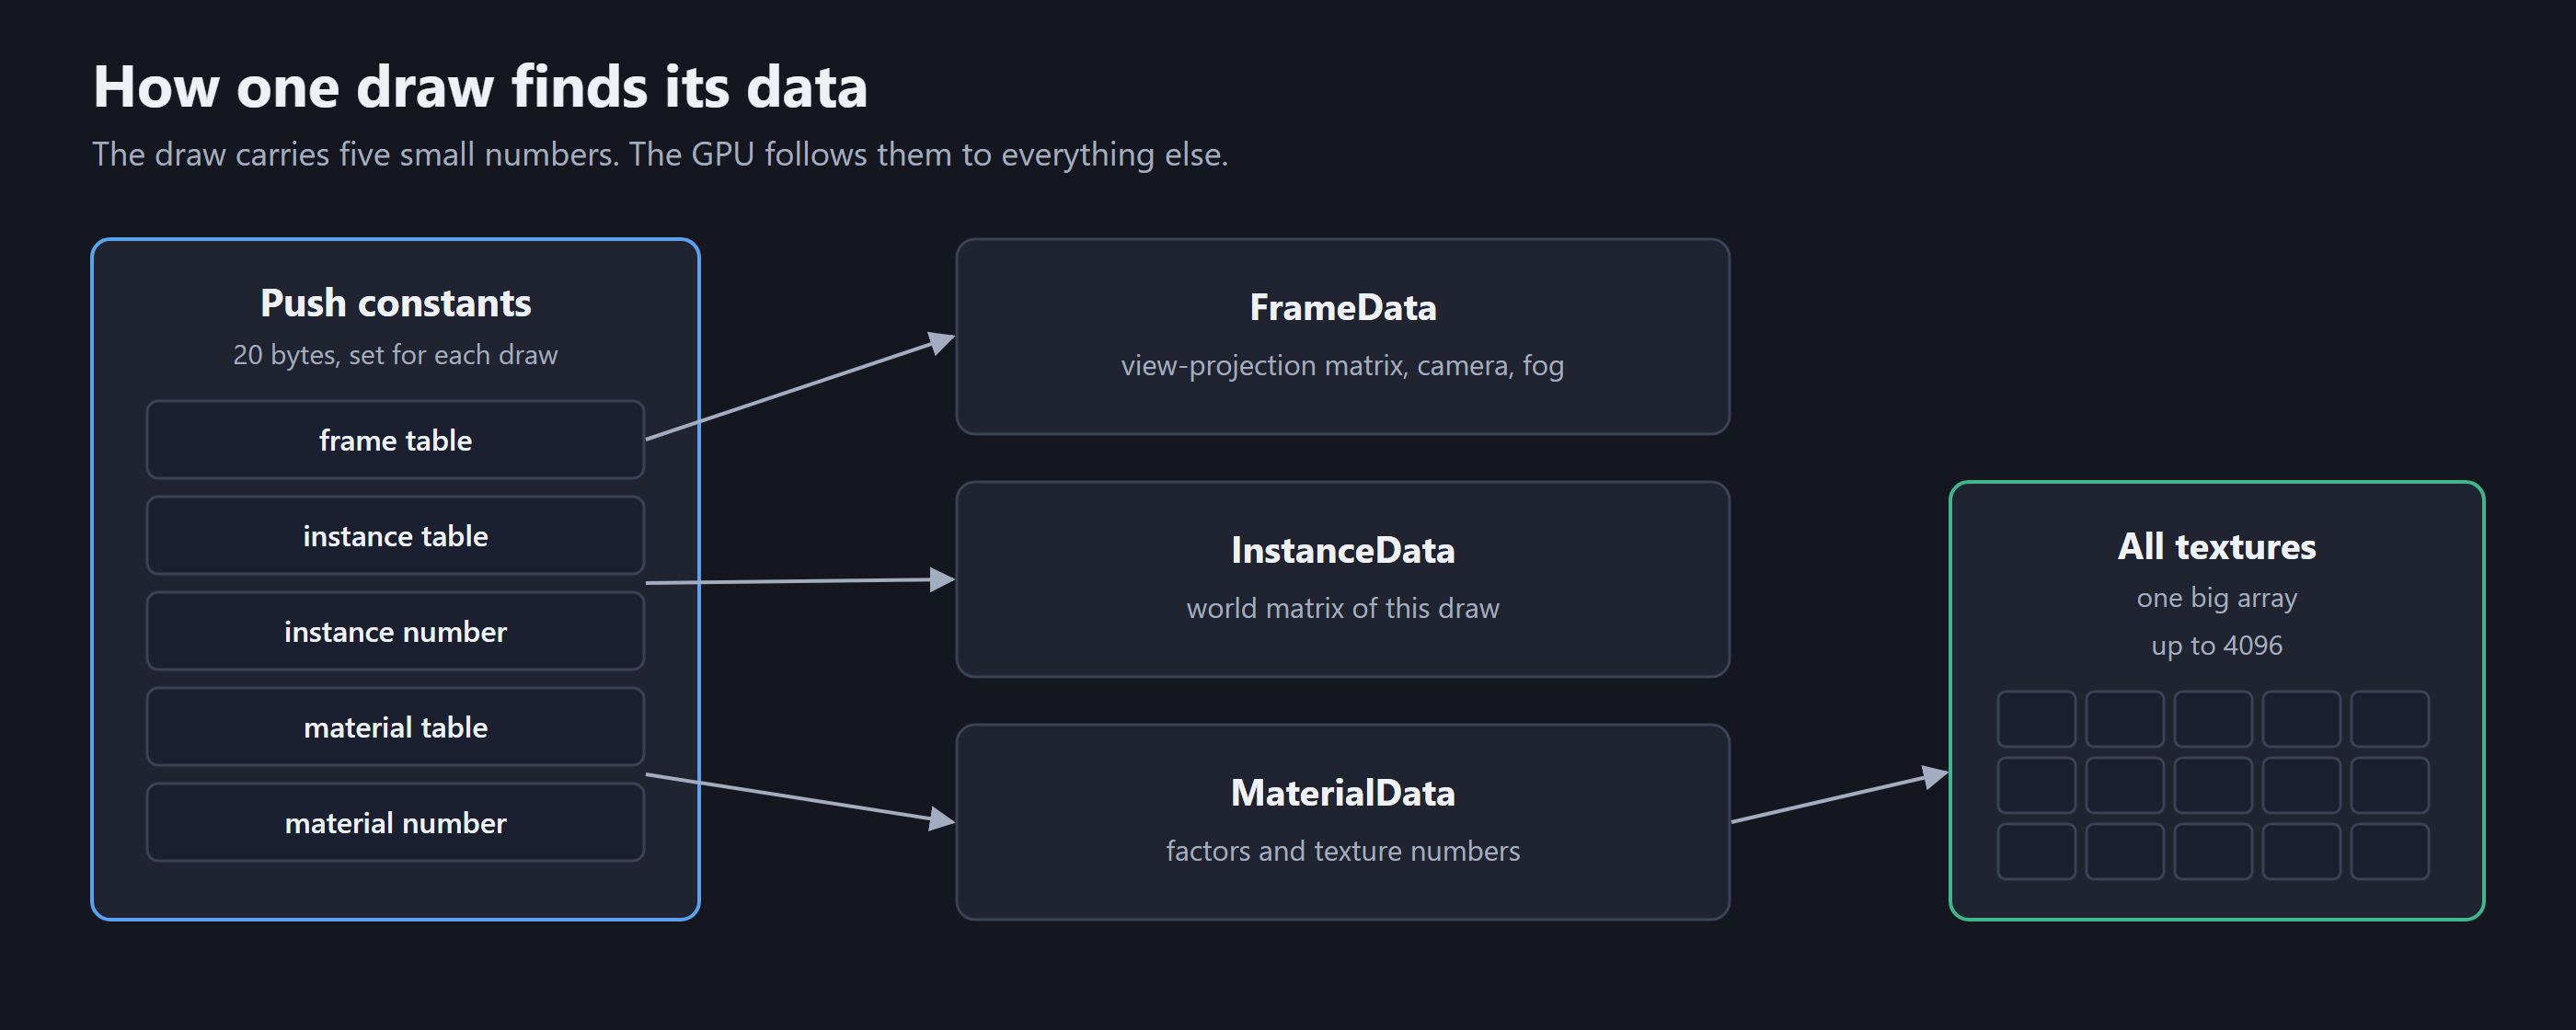 How one draw finds its data
The draw carries five small numbers. The GPU follows them to everything else.
Push constants
20 bytes, set for each draw
frame table
instance table
instance number
material table
material number
FrameData
view-projection matrix, camera, fog
InstanceData
world matrix of this draw
MaterialData
factors and texture numbers
All textures
one big array
up to 4096